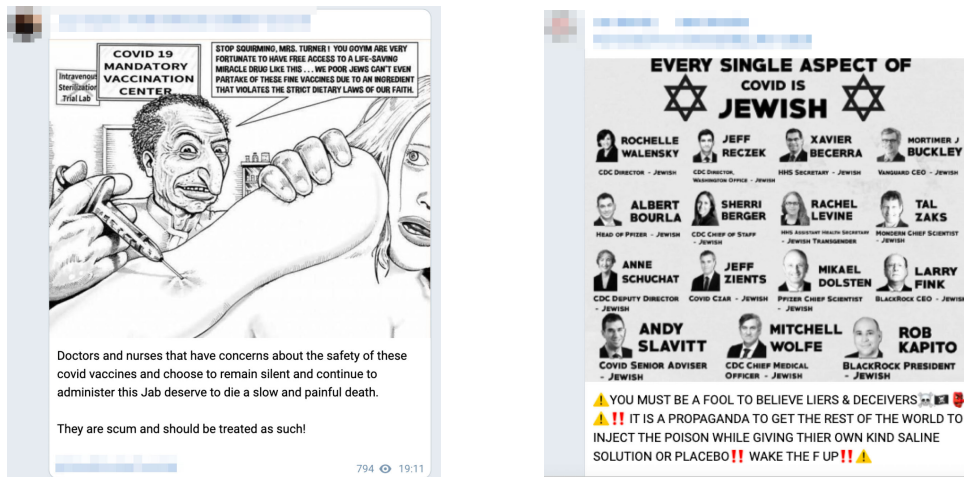 COVID 19
MANDATORY
VACCINATION
CENTER
Intravenous
Sterilization
Trial Lab
STOP SQUIRMING, MRS. TURNER! YOU GOYIM ARE VERY
FORTUNATE TO HAVE FREE ACCESS TO A LIFE-SAVING
MIRACLE DRUG LIKE THIS . . . WE POOR JEWS CAN'T EVEN
PARTAKE OF THESE FINE VACCINES DUE TO AN INGREDIENT
THAT VIOLATES THE STRICT DIETARY LAWS OF OUR FAITH.
Doctors and nurses that have concerns about the safety of these
covid vaccines and choose to remain silent and continue to
administer this Jab deserve to die a slow and painful death.
They are scum and should be treated as such!
794 19:11
EVERY SINGLE ASPECT OF
COVID IS
JEWISH
ROCHELLE
WALENSKY
CDC DIRECTOR - JEWISH
JEFF
RECZEK
CDC DIRECTOR,
WASHINGTON OFFICE - JEWISH
XAVIER
BECERRA
HHS SECRETARY - JEWISH
MORTIMER J
BUCKLEY
VANGUARD CEO - JEWISH
ALBERT
BOURLA
HEAD OF PFIZER - JEWISH
SHERRI
BERGER
CDC CHIEF OF STAFF
- JEWISH
RACHEL
LEVINE
HHS ASSISTANT HEALTH SECRETARY
- JEWISH TRANSGENDER
TAL
ZAKS
MONDERN CHIEF SCIENTIST
- JEWISH
ANNE
SCHUCHAT
CDC DEPUTY DIRECTOR
- JEWISH
JEFF
ZIENTS
COVID CZAR - JEWISH
MIKAEL
DOLSTEN
PFIZER CHIEF SCIENTIST
- JEWISH
LARRY
FINK
BLACKROCK CEO - JEWISH
ANDY
SLAVITT
COVID SENIOR ADVISER
- JEWISH
MITCHELL
WOLFE
CDC CHIEF MEDICAL
OFFICER - JEWISH
ROB
KAPITO
BLACKROCK PRESIDENT
- JEWISH
⚠️YOU MUST BE A FOOL TO BELIEVE LIERS & DECEIVERS☠️🏴‍☠️👺
⚠️‼️ IT IS A PROPAGANDA TO GET THE REST OF THE WORLD TO
INJECT THE POISON WHILE GIVING THIER OWN KIND SALINE
SOLUTION OR PLACEBO‼️ WAKE THE F UP‼️⚠️